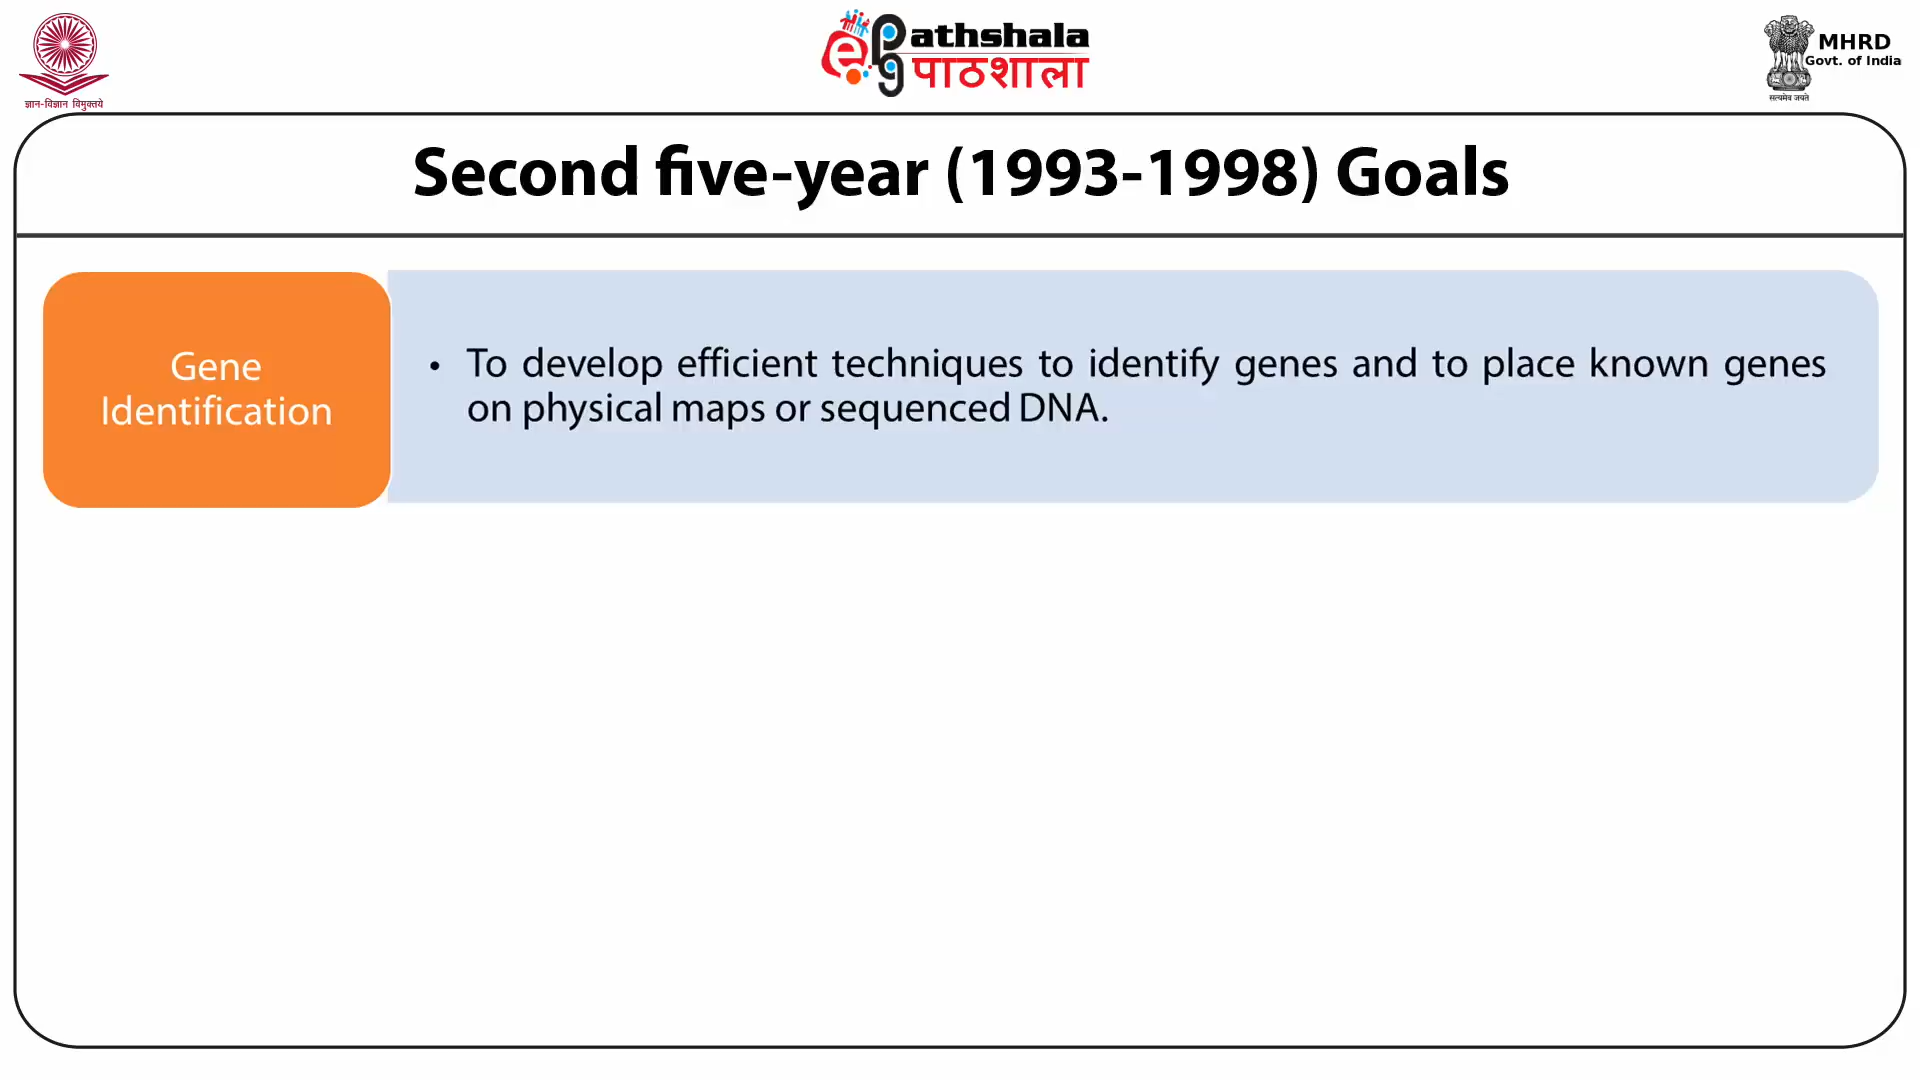 ज्ञान-विज्ञान विमुक्तये
ePG Pathshala
पाठशाला
MHRD
Govt. of India
सत्यमेव जयते
Second five-year (1993-1998) Goals
Gene
Identification
• To develop efficient techniques to identify genes and to place known genes
on physical maps or sequenced DNA.